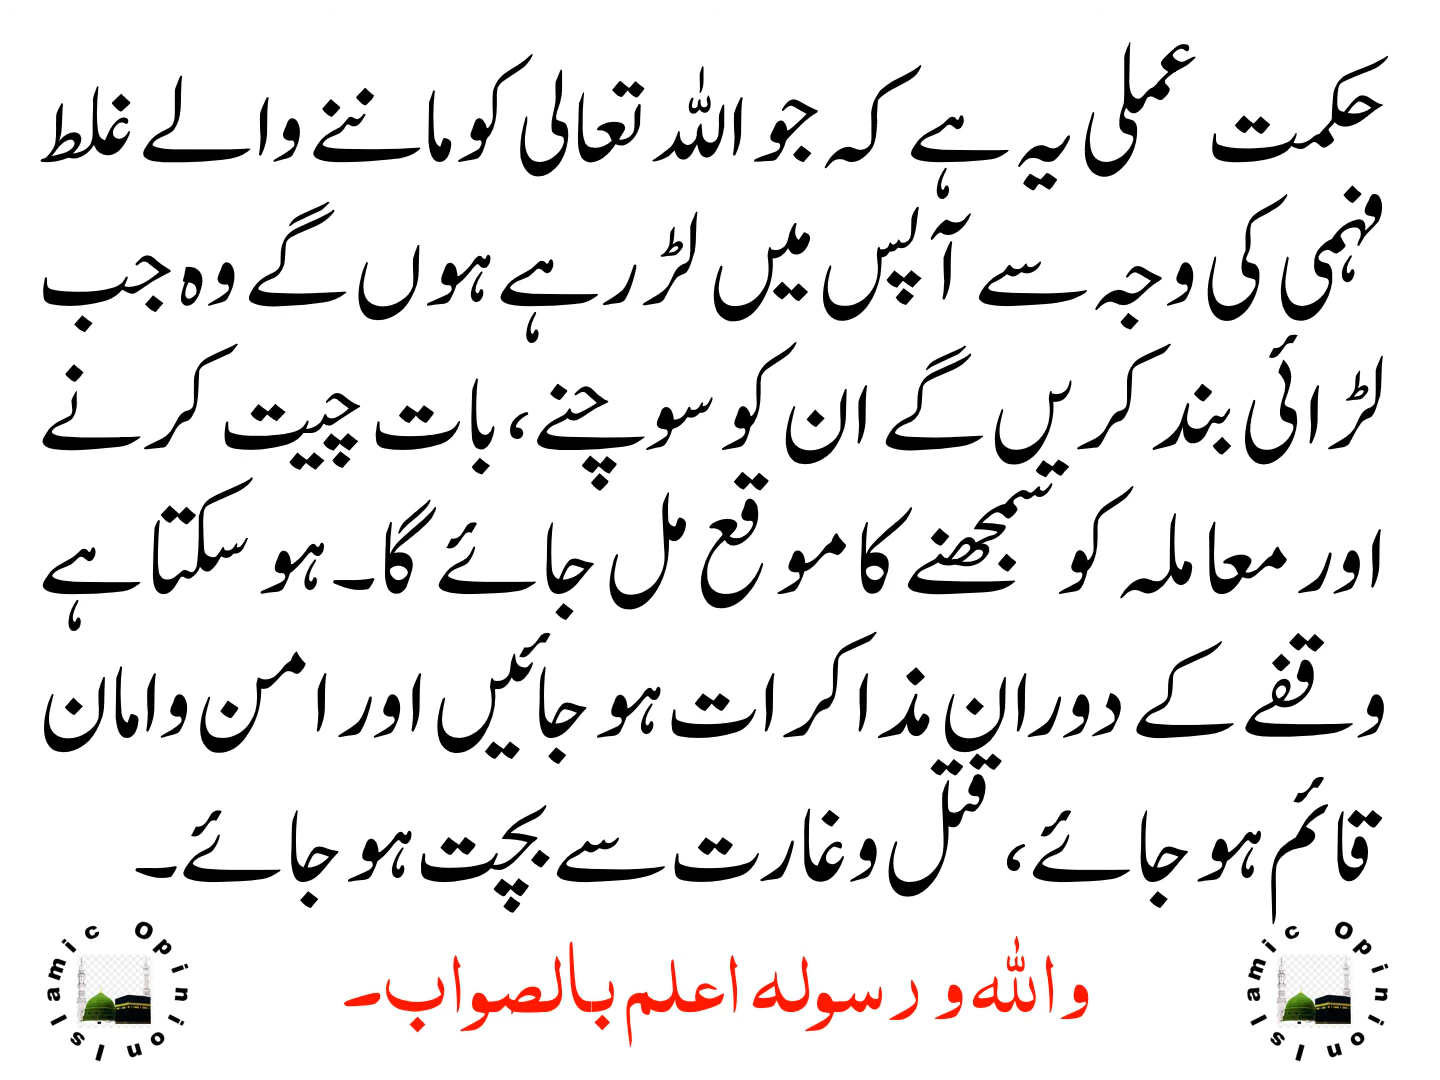 حکمت عملی یہ ہے کہ جو اللہ تعالی کو ماننے والے غلط
فہمی کی وجہ سے آپس میں لڑ رہے ہوں گے وہ جب
لڑائی بند کریں گے ان کو سوچنے، بات چیت کرنے
اور معاملہ کو سمجھنے کا موقع مل جائے گا۔ ہو سکتا ہے
وقفے کے دوران مذاکرات ہو جائیں اور امن وامان
قائم ہو جائے، قتل وغارت سے بچت ہو جائے۔
واللہ و رسولہ اعلم بالصواب۔
Islamic Opinion
Islamic Opinion